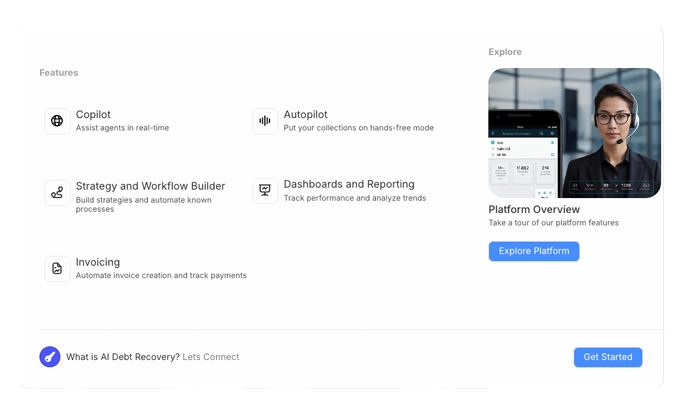 Explore
Features
Copilot
Assist agents in real-time
Autopilot
Put your collections on hands-free mode
Strategy and Workflow Builder
Build strategies and automate known
processes
Dashboards and Reporting
Track performance and analyze trends
Platform Overview
Take a tour of our platform features
Explore Platform
Invoicing
Automate invoice creation and track payments
What is AI Debt Recovery? Lets Connect
Get Started